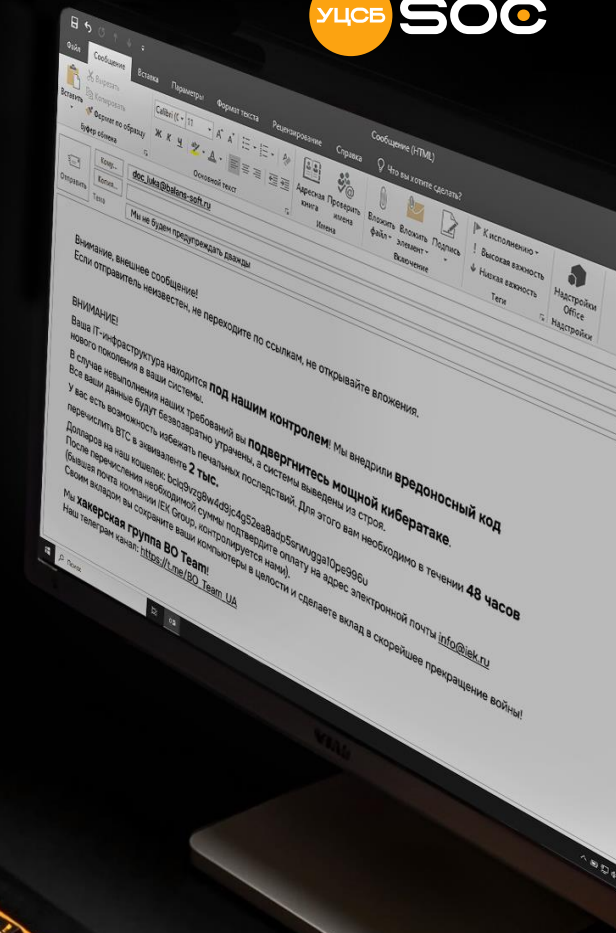 УЦСБ SOC
Файл Сообщение Вставка Параметры Формат текста Рецензирование Справка Сообщение (HTML) Что вы хотите сделать?
Вставить
Вырезать
Копировать
Формат по образцу
Буфер обмена
Calibri (С 11
Ж К Ч
Основной текст
Адресная книга
Проверить имена
Имена
Вложить файл
Вложить элемент
Подпись
Включение
К исполнению
Высокая важность
Низкая важность
Теги
Надстройки Office
Надстройки
Отправить
Кому...
doc_luka@balans-soft.ru
Копия...
Тема
Мы не будем предупреждать дважды
Внимание, внешнее сообщение!
Если отправитель неизвестен, не переходите по ссылкам, не открывайте вложения.
ВНИМАНИЕ!
Ваша IT-инфраструктура находится под нашим контролем! Мы внедрили вредоносный код
нового поколения в ваши системы.
В случае невыполнения наших требований вы подвергнитесь мощной кибератаке.
Все ваши данные будут безвозвратно утрачены, а системы выведены из строя.
У вас есть возможность избежать печальных последствий. Для этого вам необходимо в течении 48 часов
перечислить BTC в эквиваленте 2 тыс.
Долларов на наш кошелек: bc1q9vzg8w4d9jc4g52ea8adp5srwugga10pe996u
После перечисления необходимой суммы подтвердите оплату на адрес электронной почты info@iek.ru
(бывшая почта компании IEK Group, контролируется нами).
Своим вкладом вы сохраните ваши компьютеры в целости и сделаете вклад в скорейшее прекращение войны!
Мы хакерская группа BO Team!
Наш телеграм канал: https://t.me/BO_Team_UA
Поиск